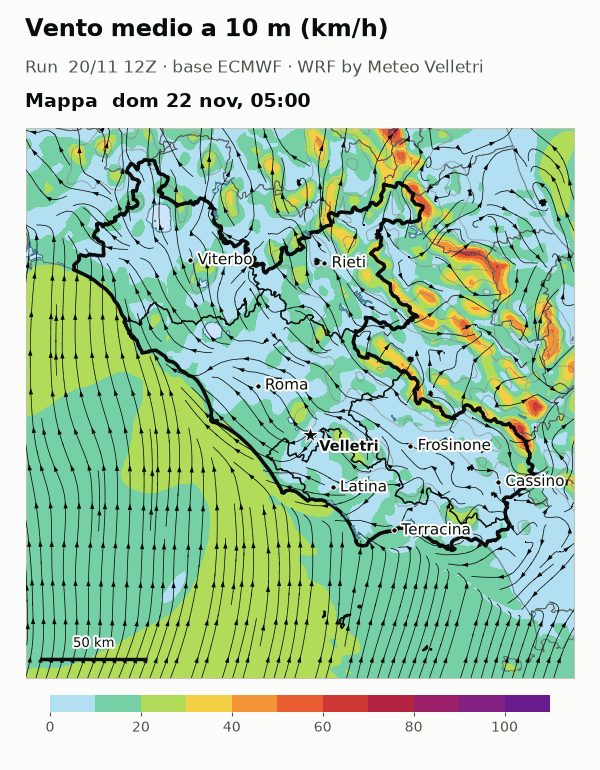 Vento medio a 10 m (km/h)
Run  20/11 12Z · base ECMWF · WRF by Meteo Velletri
Mappa  dom 22 nov, 05:00
Viterbo
Rieti
Roma
Velletri
Frosinone
Cassino
Latina
Terracina
50 km
0 20 40 60 80 100